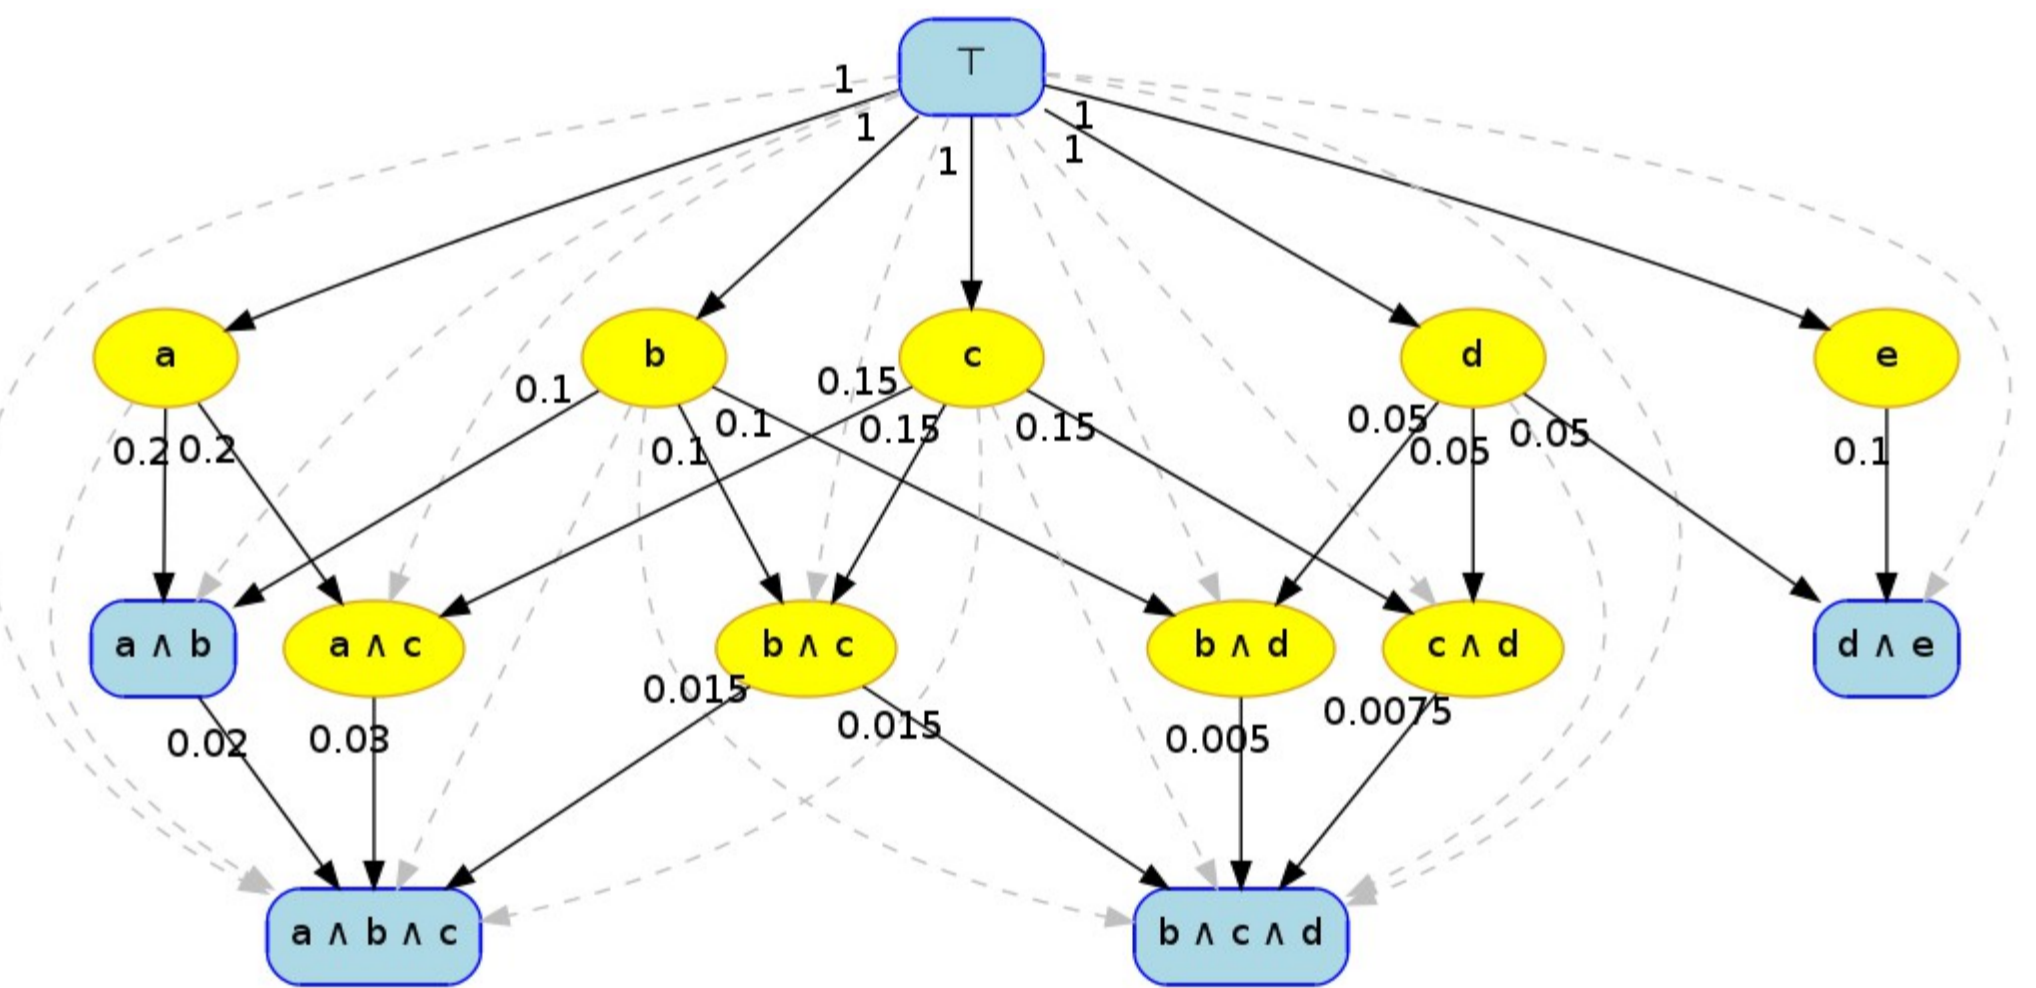 ⊤
1
1
1
1
1
a
b
c
d
e
0.2
0.2
0.1
0.1
0.1
0.15
0.15
0.15
0.05
0.05
0.05
0.1
a ∧ b
a ∧ c
b ∧ c
b ∧ d
c ∧ d
d ∧ e
0.02
0.03
0.015
0.015
0.005
0.0075
a ∧ b ∧ c
b ∧ c ∧ d